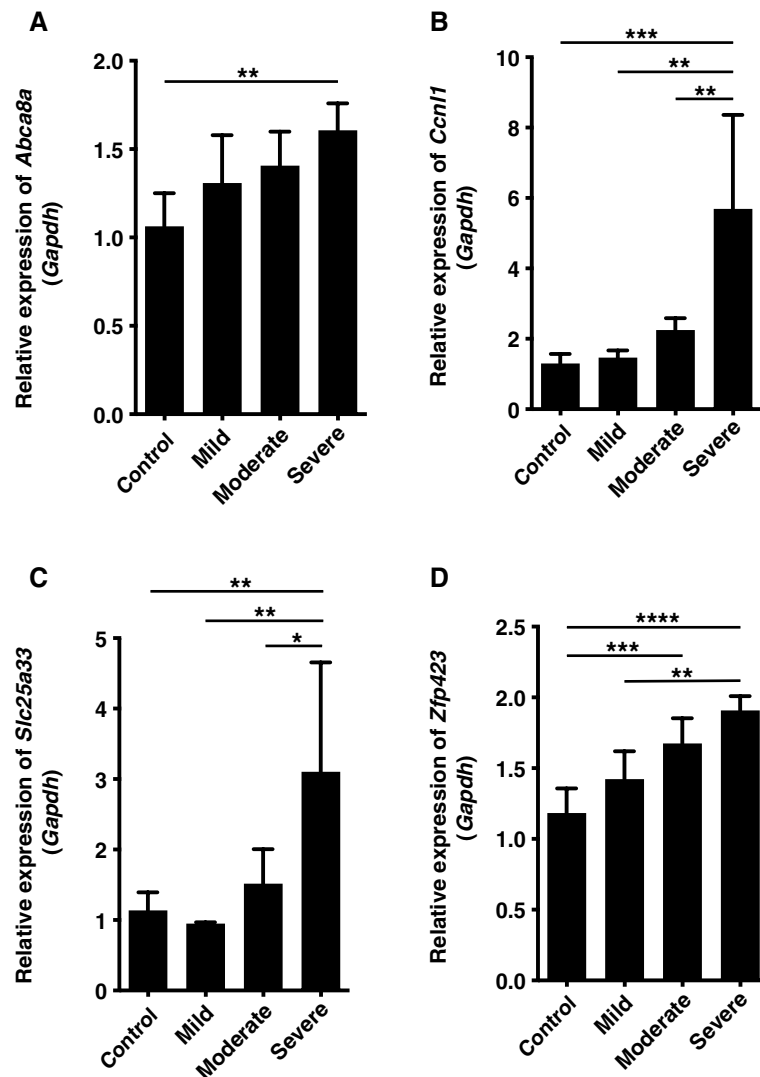 A
Relative expression of Abca8a
(Gapdh)
2.0
1.5
1.0
0.5
0.0
**
Control
Mild
Moderate
Severe
B
Relative expression of Ccnl1
(Gapdh)
10
8
6
4
2
0
***
**
**
Control
Mild
Moderate
Severe
C
Relative expression of Slc25a33
(Gapdh)
5
4
3
2
1
0
**
**
*
Control
Mild
Moderate
Severe
D
Relative expression of Zfp423
(Gapdh)
2.5
2.0
1.5
1.0
0.5
0.0
****
***
**
Control
Mild
Moderate
Severe